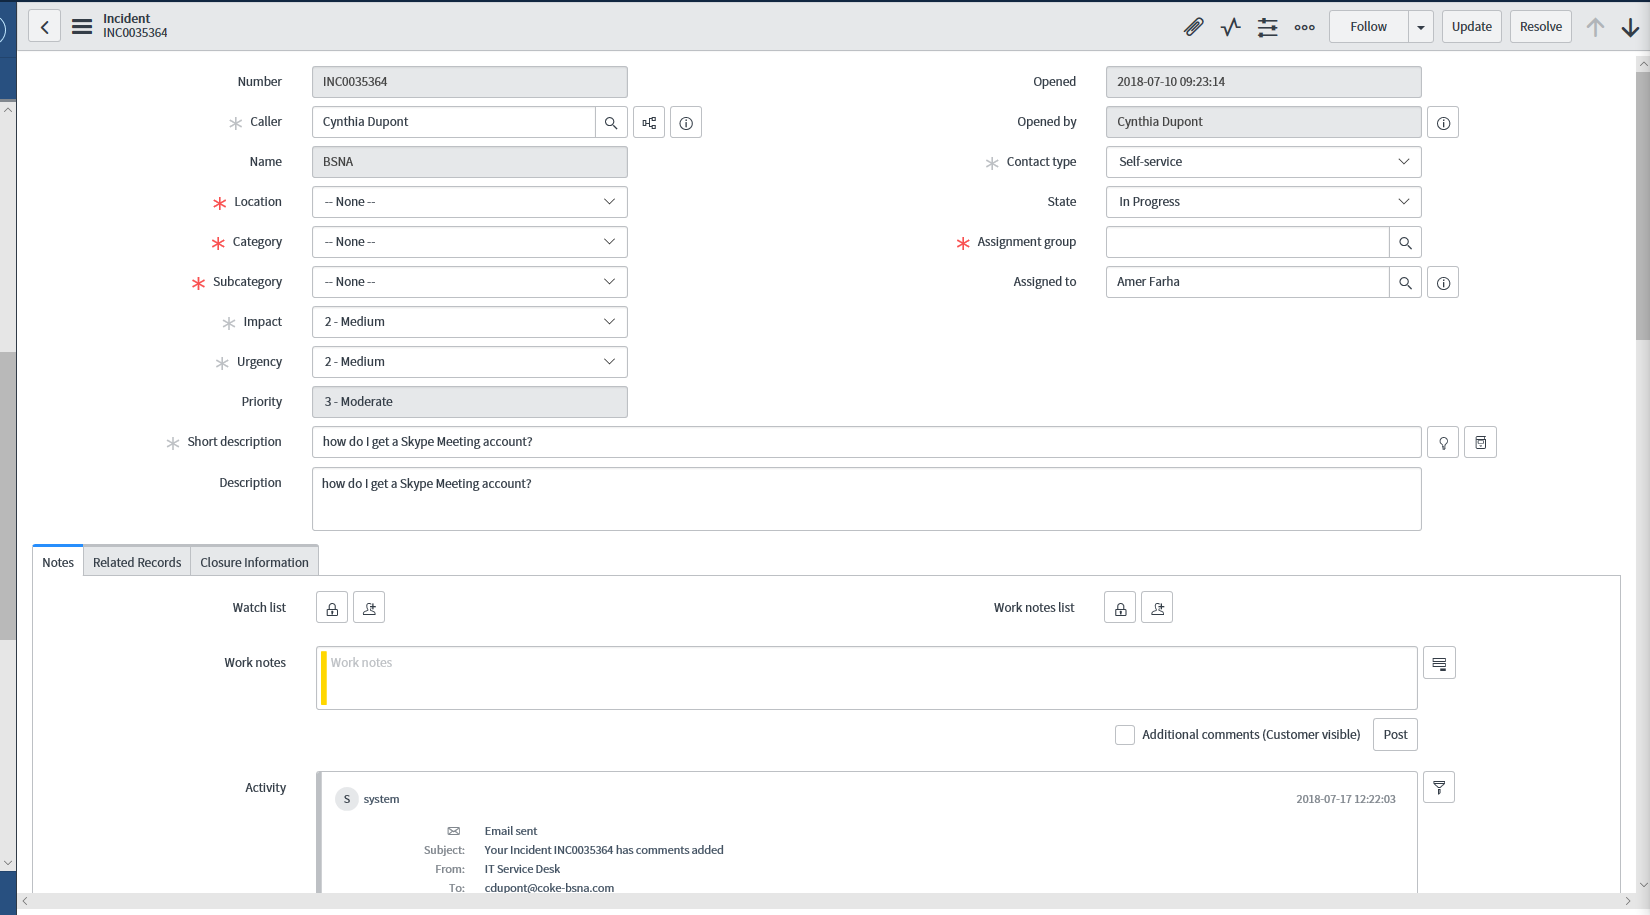 Incident
INC0035364
Follow
Update
Resolve
Number
INC0035364
Opened
2018-07-10 09:23:14
Caller
Cynthia Dupont
Opened by
Cynthia Dupont
Name
BSNA
Contact type
Self-service
Location
-- None --
State
In Progress
Category
-- None --
Assignment group
Subcategory
-- None --
Assigned to
Amer Farha
Impact
2 - Medium
Urgency
2 - Medium
Priority
3 - Moderate
Short description
how do I get a Skype Meeting account?
Description
how do I get a Skype Meeting account?
Notes
Related Records
Closure Information
Watch list
Work notes list
Work notes
Work notes
Additional comments (Customer visible)
Post
Activity
S
system
2018-07-17 12:22:03
Email sent
Subject:
Your Incident INC0035364 has comments added
From:
IT Service Desk
To:
cdupont@coke-bsna.com